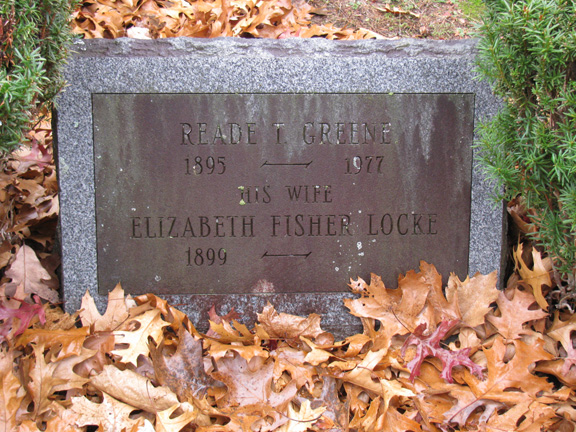 READE T. GREENE
1895 ⟷ 1977
HIS WIFE
ELIZABETH FISHER LOCKE
1899 ⟷